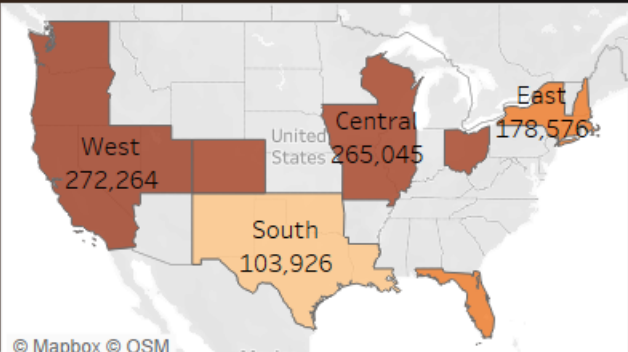 West
272,264
United
States
Central
265,045
East
178,576
South
103,926
© Mapbox © OSM